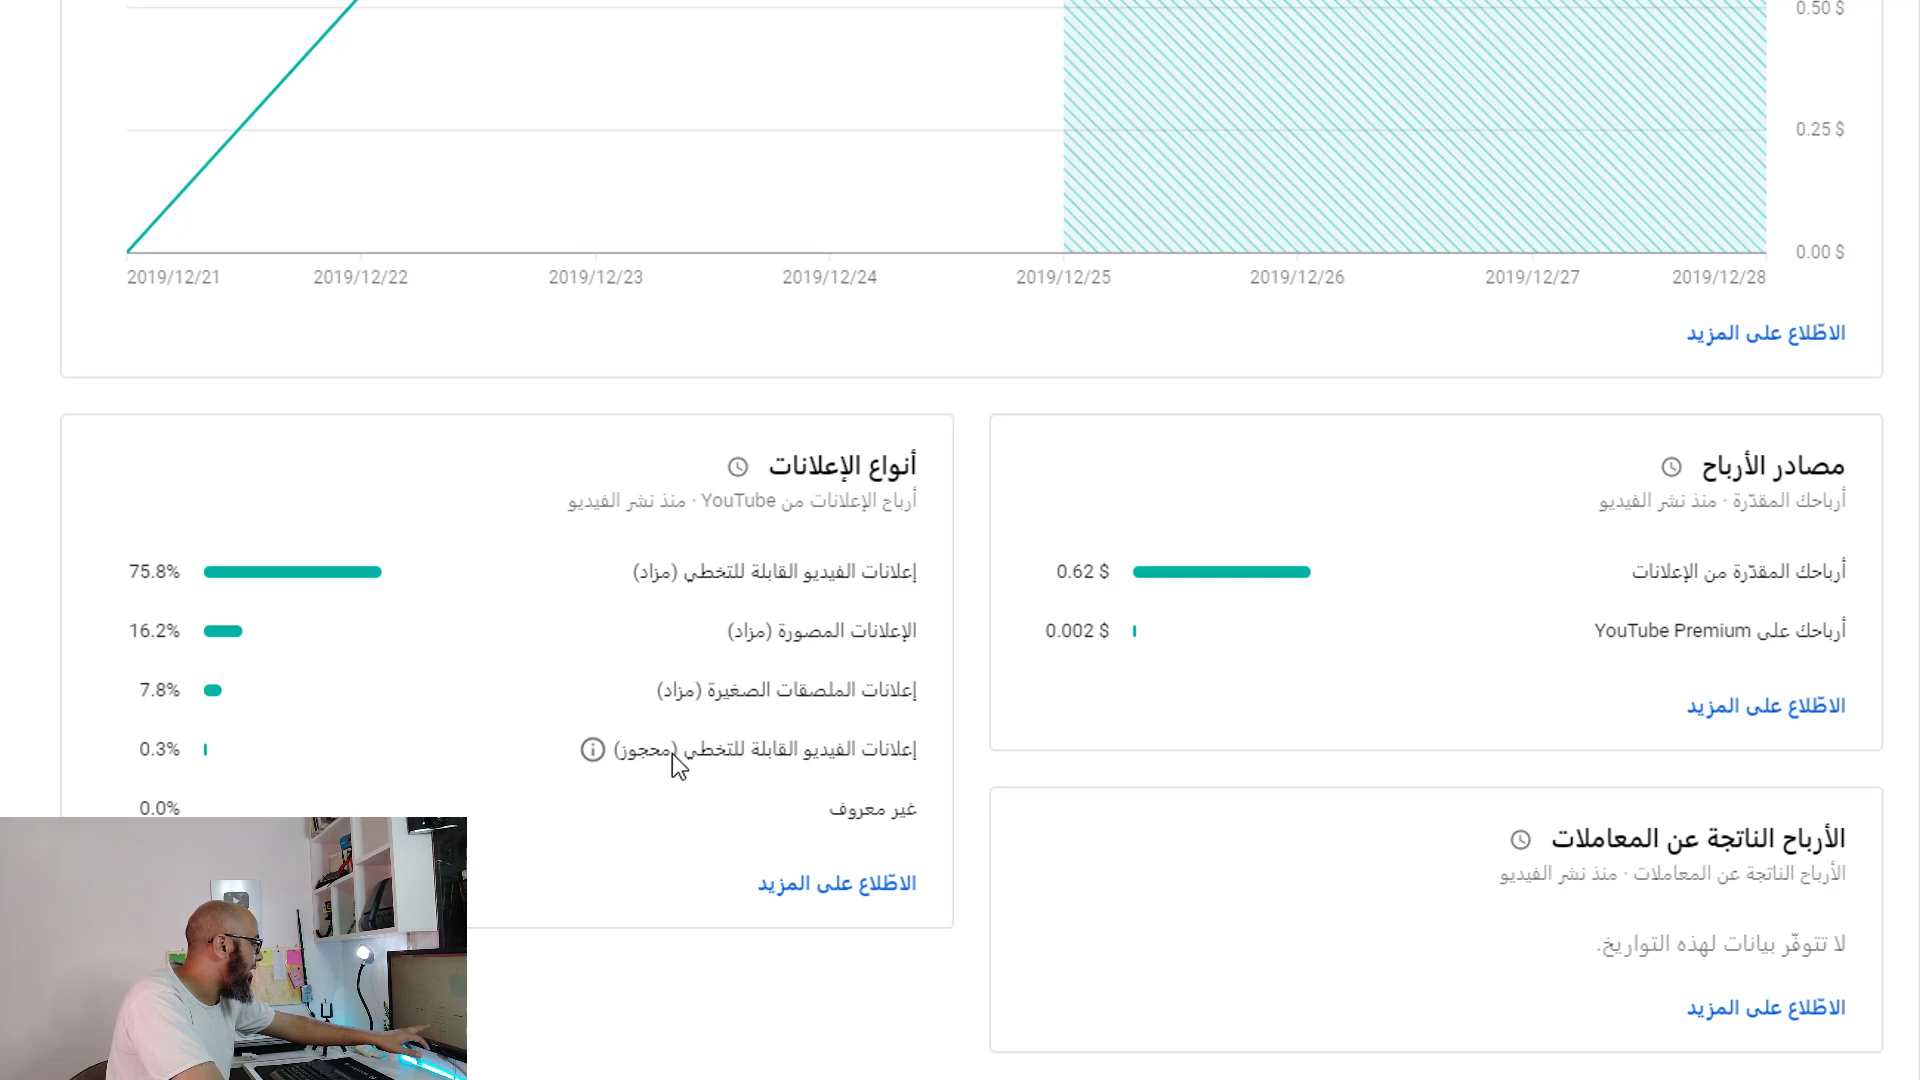 0.50 $
0.25 $
0.00 $
2019/12/21 2019/12/22 2019/12/23 2019/12/24 2019/12/25 2019/12/26 2019/12/27 2019/12/28
الاطّلاع على المزيد
مصادر الأرباح
أرباحك المقدّرة · منذ نشر الفيديو
أرباحك المقدّرة من الإعلانات 0.62 $
أرباحك على YouTube Premium 0.002 $
الاطّلاع على المزيد
الأرباح الناتجة عن المعاملات
الأرباح الناتجة عن المعاملات · منذ نشر الفيديو
لا تتوفّر بيانات لهذه التواريخ.
الاطّلاع على المزيد
أنواع الإعلانات
أرباح الإعلانات من YouTube · منذ نشر الفيديو
إعلانات الفيديو القابلة للتخطي (مزاد) 75.8%
الإعلانات المصورة (مزاد) 16.2%
إعلانات الملصقات الصغيرة (مزاد) 7.8%
إعلانات الفيديو القابلة للتخطي (محجوز) 0.3%
غير معروف 0.0%
الاطّلاع على المزيد